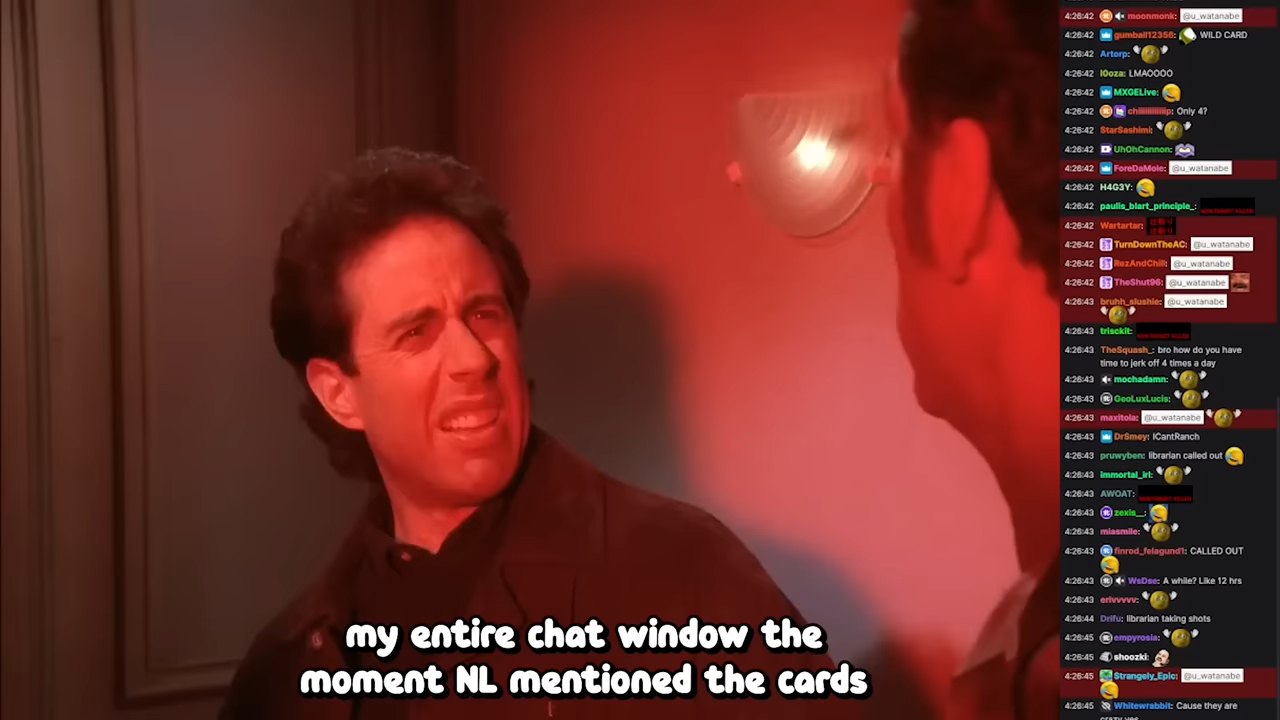 my entire chat window the
moment NL mentioned the cards
4:26:42 moonmonk: @u_watanabe
4:26:42 gumball12356: WILD CARD
4:26:42 Artorp:
4:26:42 l0oza: LMAOOOO
4:26:42 MXGELive:
4:26:42 Only 4?
4:26:42 StarSashimi:
4:26:42 UhOhCannon:
4:26:42 ForeDaMole: @u_watanabe
4:26:42 H4G3Y:
4:26:42 paulis_blart_principle_:
4:26:42 Wartartar:
4:26:42 TurnDownTheAC: @u_watanabe
4:26:42 RezAndChill: @u_watanabe
4:26:42 TheShut96: @u_watanabe
4:26:43 bruhh_slushie: @u_watanabe
4:26:43 trisckit:
4:26:43 TheSquash_: bro how do you have
time to jerk off 4 times a day
4:26:43 mochadamn:
4:26:43 GeoLuxLucis:
4:26:43 maxitola: @u_watanabe
4:26:43 DrSmey: ICantRanch
4:26:43 pruwyben: librarian called out
4:26:43 immortal_irl:
4:26:43 AWOAT:
4:26:43 zexis__:
4:26:43 miasmile:
4:26:43 finrod_felagund1: CALLED OUT
4:26:43 WsDse: A while? Like 12 hrs
4:26:43 erivvvvv:
4:26:44 Drifu: librarian taking shots
4:26:45 empyrosia:
4:26:45 shoozki:
4:26:45 Strangely_Epic: @u_watanabe
4:26:45 Whitewrabbit: Cause they are
crazy yes